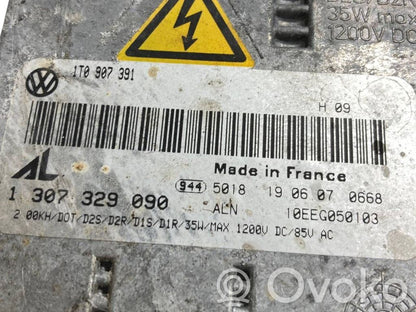 35W max
1200V DC
1T0 907 391
H 09
AL
Made in France
1 307 329 090
944 5018 19 06 07 0668
ALN 10EEG050103
2 00KH/DOT/D2S/D2R/D1S/D1R/35W/MAX 1200V DC/85V AC
OVOKO